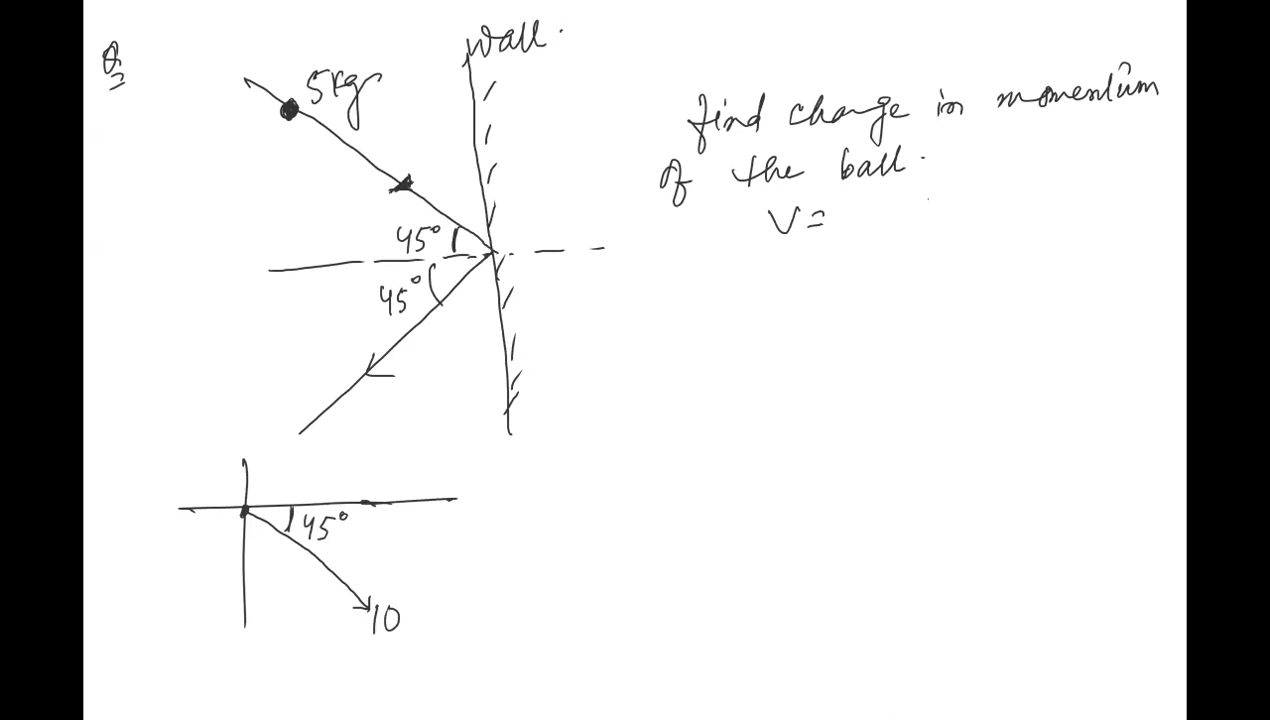 Q
wall.
5kg
find change in momentum
of the ball.
V=
45°
45°
45°
10